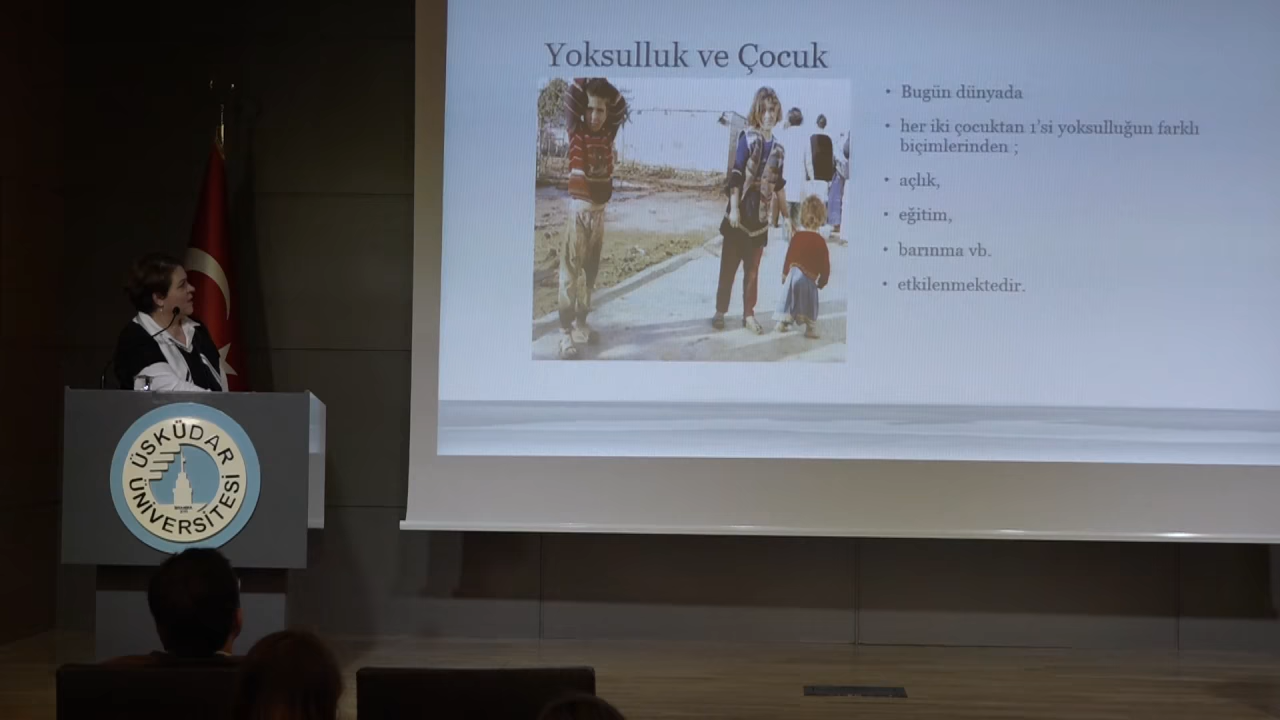 Yoksulluk ve Çocuk
• Bugün dünyada
• her iki çocuktan 1'si yoksulluğun farklı
biçimlerinden ;
• açlık,
• eğitim,
• barınma vb.
• etkilenmektedir.
ÜSKÜDAR
ÜNİVERSİTESİ